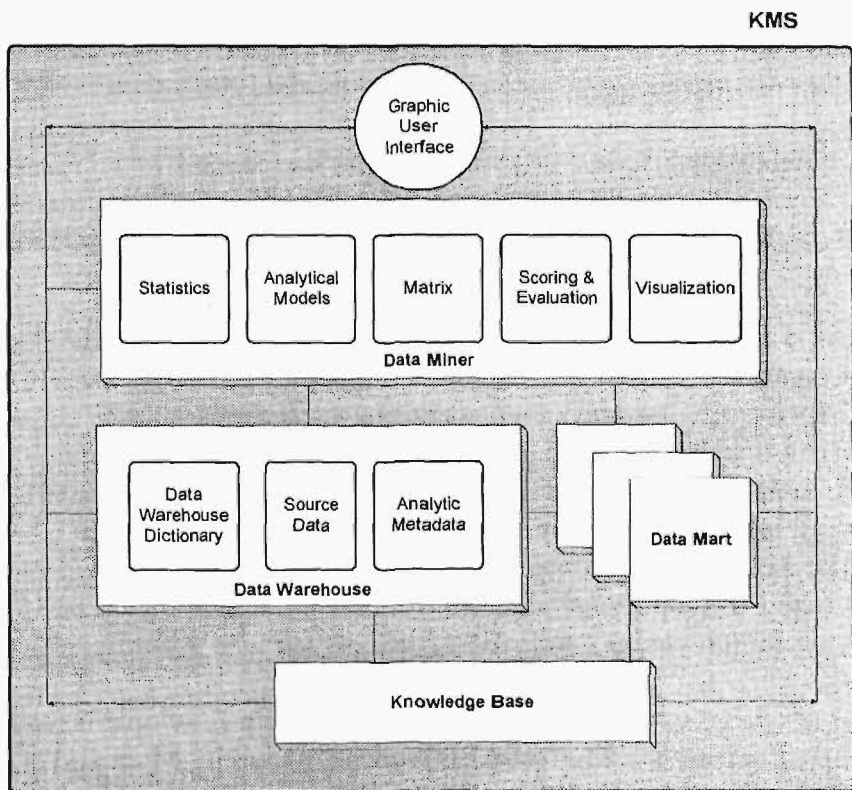 KMS
Graphic
User
Interface
Statistics
Analytical
Models
Matrix
Scoring &
Evaluation
Visualization
Data Miner
Data
Warehouse
Dictionary
Source
Data
Analytic
Metadata
Data Warehouse
Data Mart
Knowledge Base